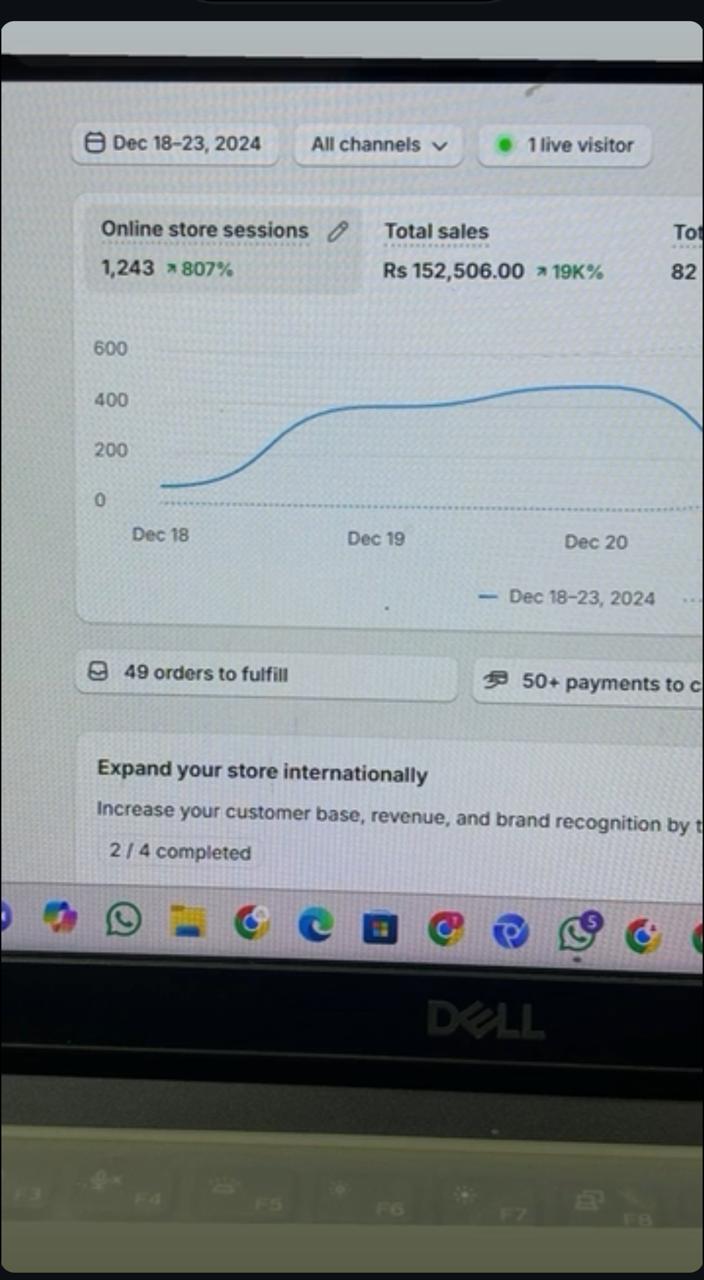 Dec 18–23, 2024 All channels 1 live visitor
Online store sessions Total sales Tot
1,243 807% Rs 152,506.00 19K% 82
600
400
200
0
Dec 18 Dec 19 Dec 20
Dec 18–23, 2024
49 orders to fulfill 50+ payments to c
Expand your store internationally
Increase your customer base, revenue, and brand recognition by t
2 / 4 completed
5
DELL
F3 F4 F5 F6 F7 F8